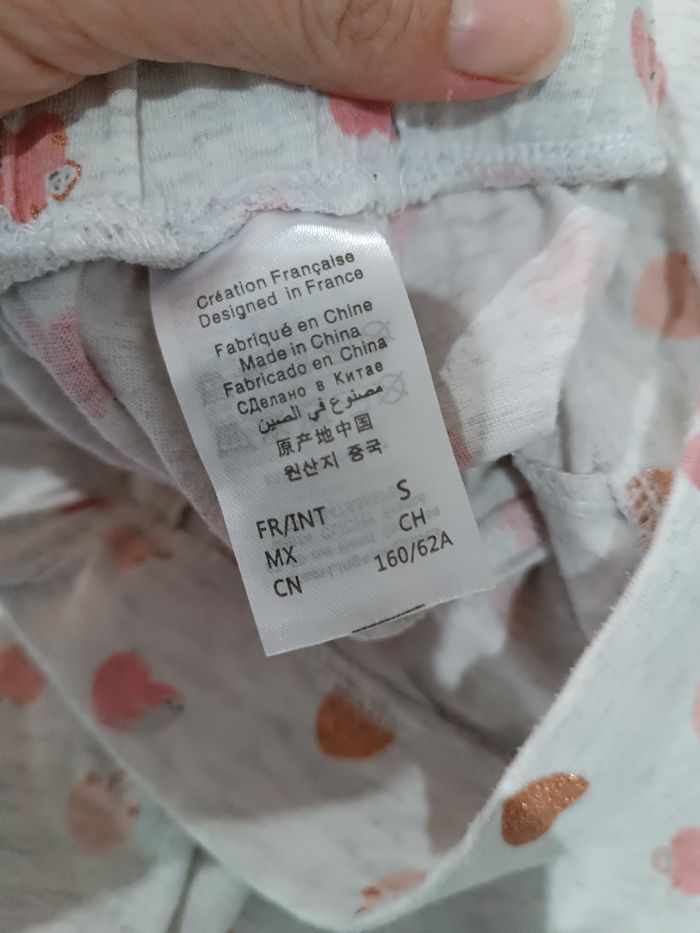 Création Française
Designed in France
Fabriqué en Chine
Made in China
Fabricado en China
СДелано в Китае
مصنوع في الصين
原产地中国
원산지 중국
FR/INT S
MX CH
CN 160/62A